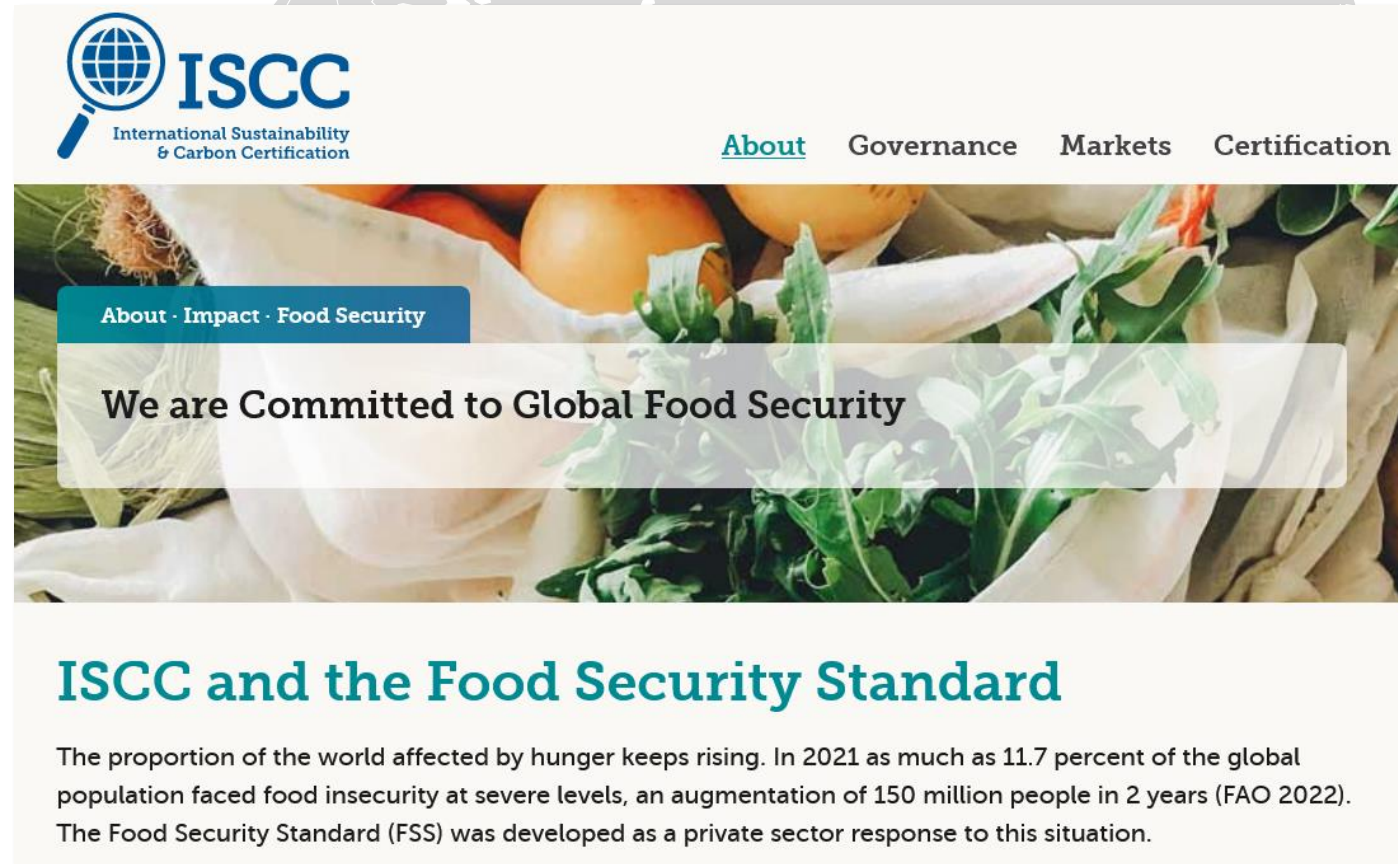 ISCC
International Sustainability
& Carbon Certification
About Governance Markets Certification
About · Impact · Food Security
We are Committed to Global Food Security
ISCC and the Food Security Standard
The proportion of the world affected by hunger keeps rising. In 2021 as much as 11.7 percent of the global
population faced food insecurity at severe levels, an augmentation of 150 million people in 2 years (FAO 2022).
The Food Security Standard (FSS) was developed as a private sector response to this situation.